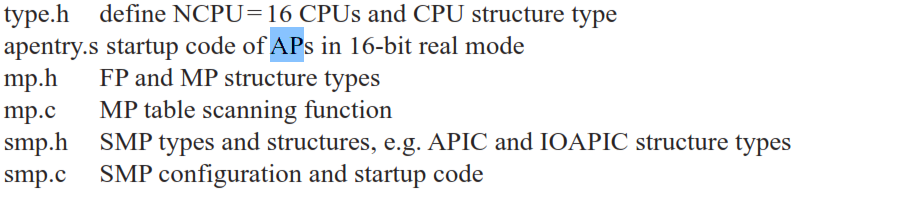 type.h define NCPU=16 CPUs and CPU structure type
apentry.s startup code of APs in 16-bit real mode
mp.h FP and MP structure types
mp.c MP table scanning function
smp.h SMP types and structures, e.g. APIC and IOAPIC structure types
smp.c SMP configuration and startup code